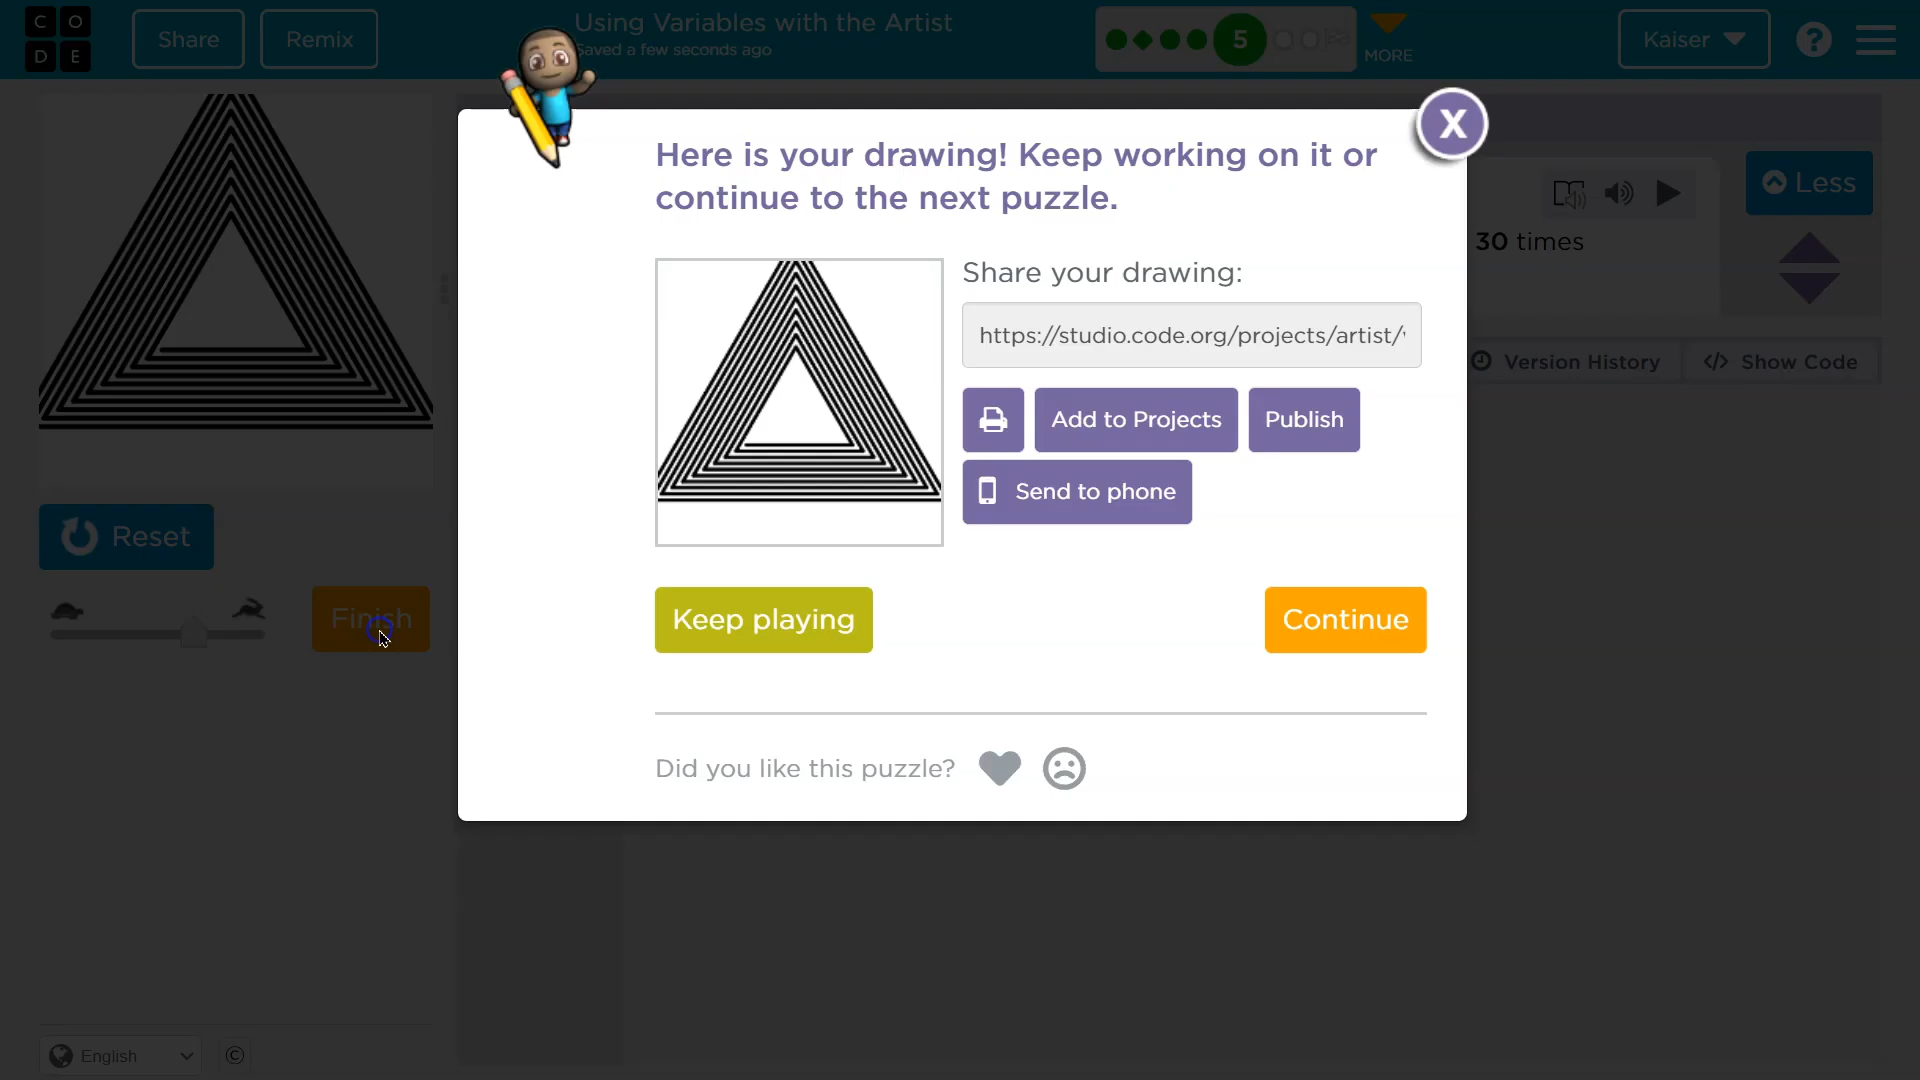 C O
D E
Share
Remix
Using Variables with the Artist
Saved a few seconds ago
5
MORE
Kaiser
?
X
Here is your drawing! Keep working on it or
continue to the next puzzle.
Less
30 times
Share your drawing:
https://studio.code.org/projects/artist/
Version History
</> Show Code
Add to Projects
Publish
Send to phone
Reset
Finish
Keep playing
Continue
Did you like this puzzle?
English
©